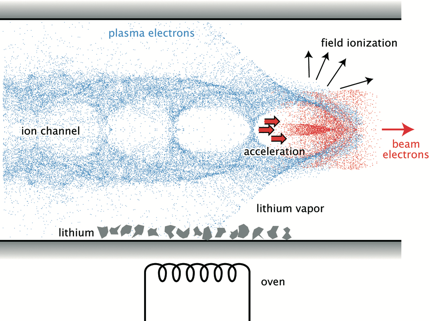 plasma electrons
field ionization
ion channel
acceleration
beam
electrons
lithium vapor
lithium
oven